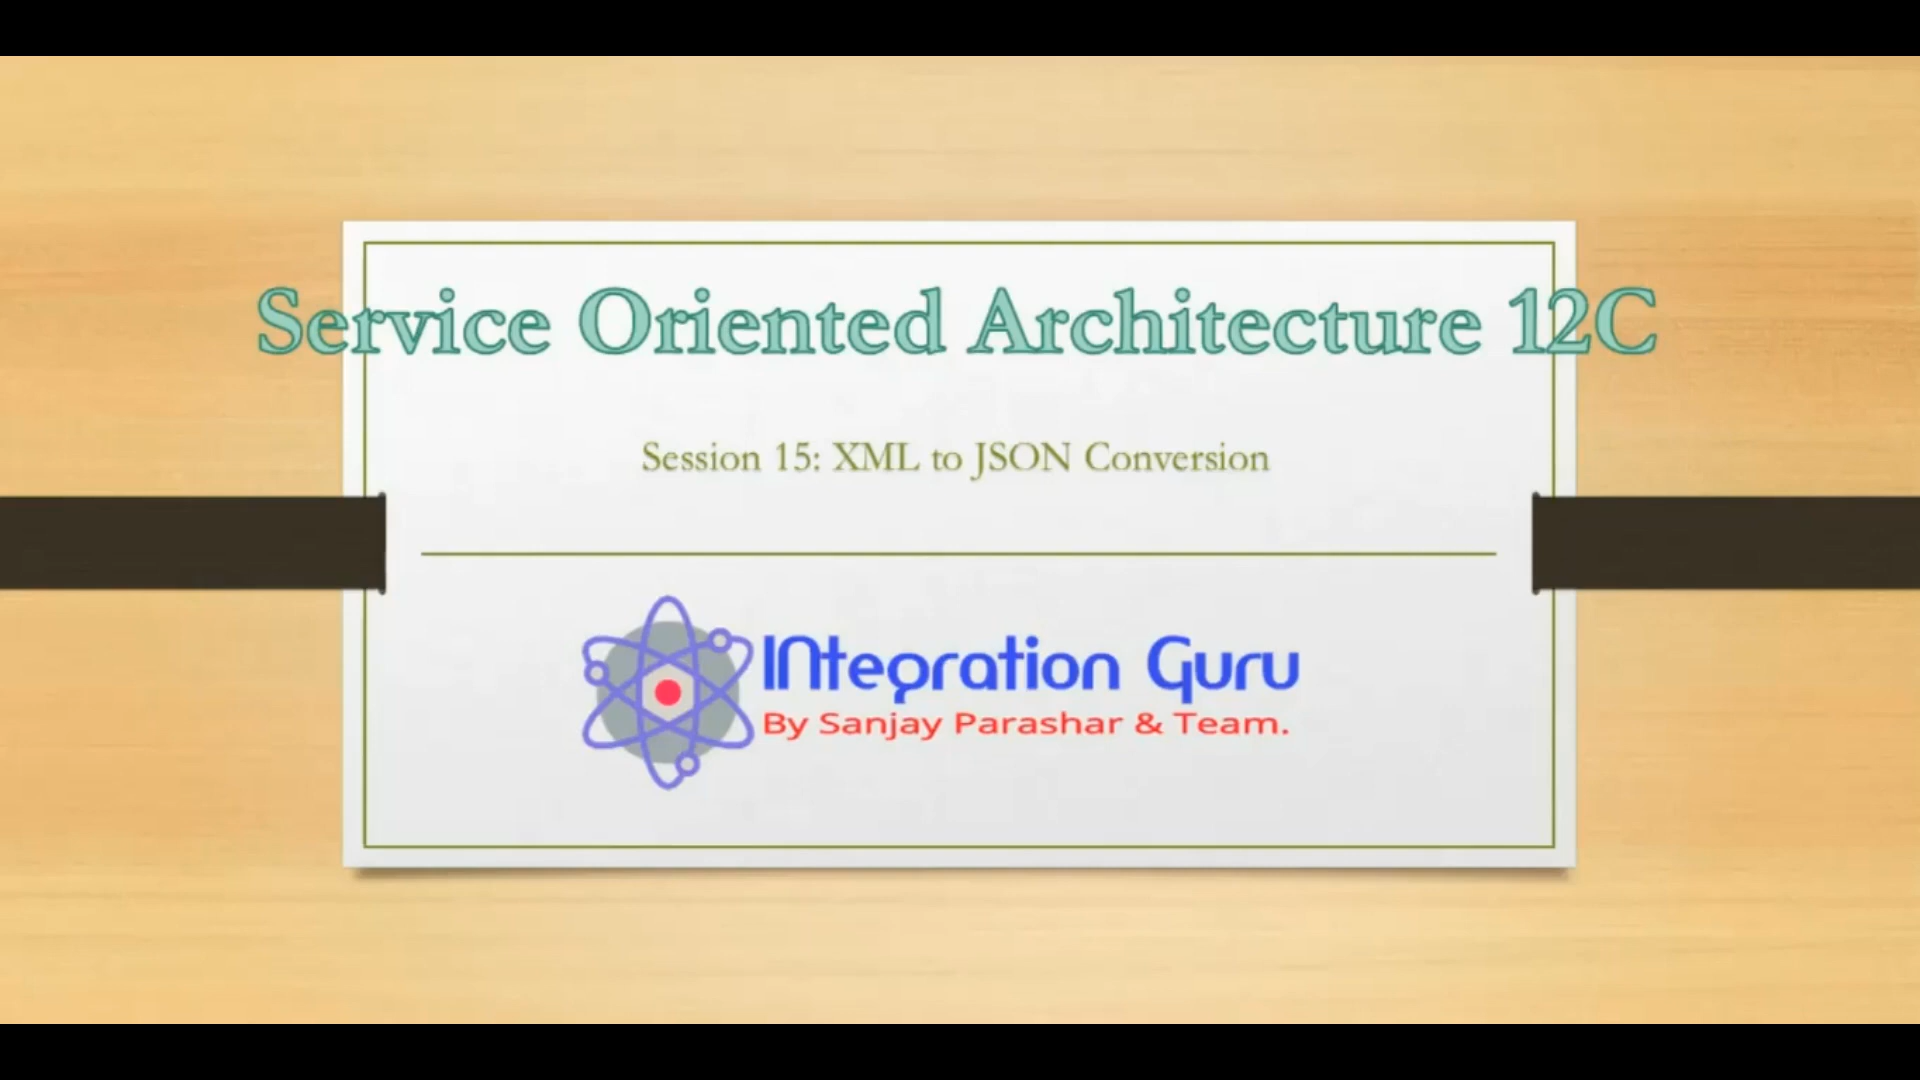 Service Oriented Architecture 12C
Session 15: XML to JSON Conversion
INtegration Guru
By Sanjay Parashar & Team.